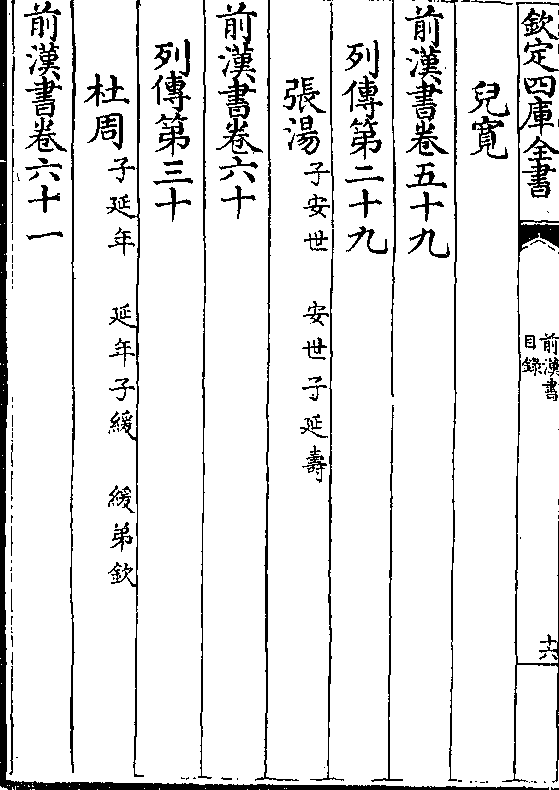 欽定四庫全書
前漢書
目錄
十六
兒寛
前漢書卷五十九
列傳第二十九
張湯 子安世 安世子延壽
前漢書卷六十
列傳第三十
杜周 子延年 延年子緩 緩弟欽
前漢書卷六十一